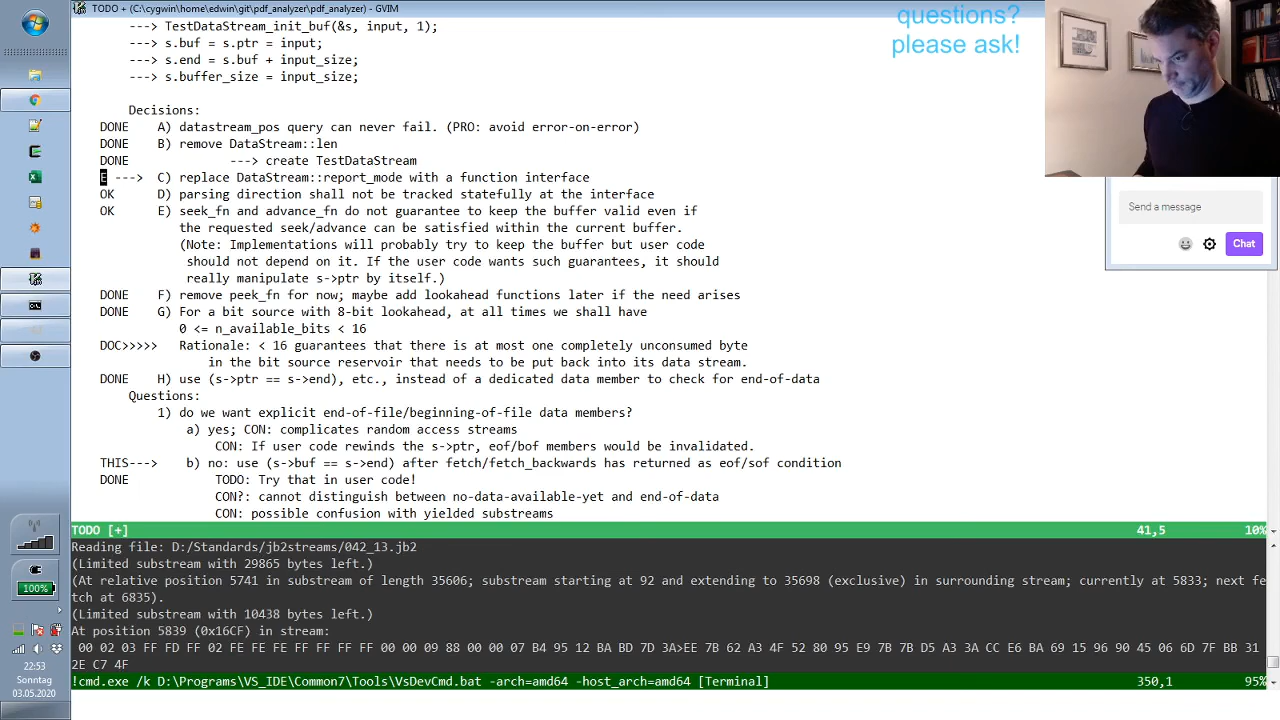 TODO + (C:\cygwin\home\edwin\git\pdf_analyzer\pdf_analyzer) - GVIM
questions?
please ask!
---> TestDataStream_init_buf(&s, input, 1);
---> s.buf = s.ptr = input;
---> s.end = s.buf + input_size;
---> s.buffer_size = input_size;
Decisions:
DONE A) datastream_pos query can never fail. (PRO: avoid error-on-error)
DONE B) remove DataStream::len
DONE ---> create TestDataStream
E ---> C) replace DataStream::report_mode with a function interface
OK D) parsing direction shall not be tracked statefully at the interface
OK E) seek_fn and advance_fn do not guarantee to keep the buffer valid even if
the requested seek/advance can be satisfied within the current buffer.
(Note: Implementations will probably try to keep the buffer but user code
should not depend on it. If the user code wants such guarantees, it should
really manipulate s->ptr by itself.)
DONE F) remove peek_fn for now; maybe add lookahead functions later if the need arises
DONE G) For a bit source with 8-bit lookahead, at all times we shall have
0 <= n_available_bits < 16
DOC>>>>> Rationale: < 16 guarantees that there is at most one completely unconsumed byte
in the bit source reservoir that needs to be put back into its data stream.
DONE H) use (s->ptr == s->end), etc., instead of a dedicated data member to check for end-of-data
Questions:
1) do we want explicit end-of-file/beginning-of-file data members?
a) yes; CON: complicates random access streams
CON: If user code rewinds the s->ptr, eof/bof members would be invalidated.
THIS---> b) no: use (s->buf == s->end) after fetch/fetch_backwards has returned as eof/sof condition
DONE TODO: Try that in user code!
CON?: cannot distinguish between no-data-available-yet and end-of-data
CON: possible confusion with yielded substreams
TODO [+] 41,5 10%
Reading file: D:/Standards/jb2streams/042_13.jb2
(Limited substream with 29865 bytes left.)
(At relative position 5741 in substream of length 35606; substream starting at 92 and extending to 35698 (exclusive) in surrounding stream; currently at 5833; next fe
tch at 6835).
(Limited substream with 10438 bytes left.)
At position 5839 (0x16CF) in stream:
00 02 03 FF FD FF 02 FE FE FE FF FF FF FF 00 00 09 88 00 00 07 B4 95 12 BA BD 7D 3A>EE 7B 62 A3 4F 52 80 95 E9 7B 7B D5 A3 3A CC E6 BA 69 15 96 90 45 06 6D 7F BB 31
2E C7 4F
!cmd.exe /k D:\Programs\VS_IDE\Common7\Tools\VsDevCmd.bat -arch=amd64 -host_arch=amd64 [Terminal] 350,1 95%
Send a message
Chat
100%
22:53
Sonntag
03.05.2020